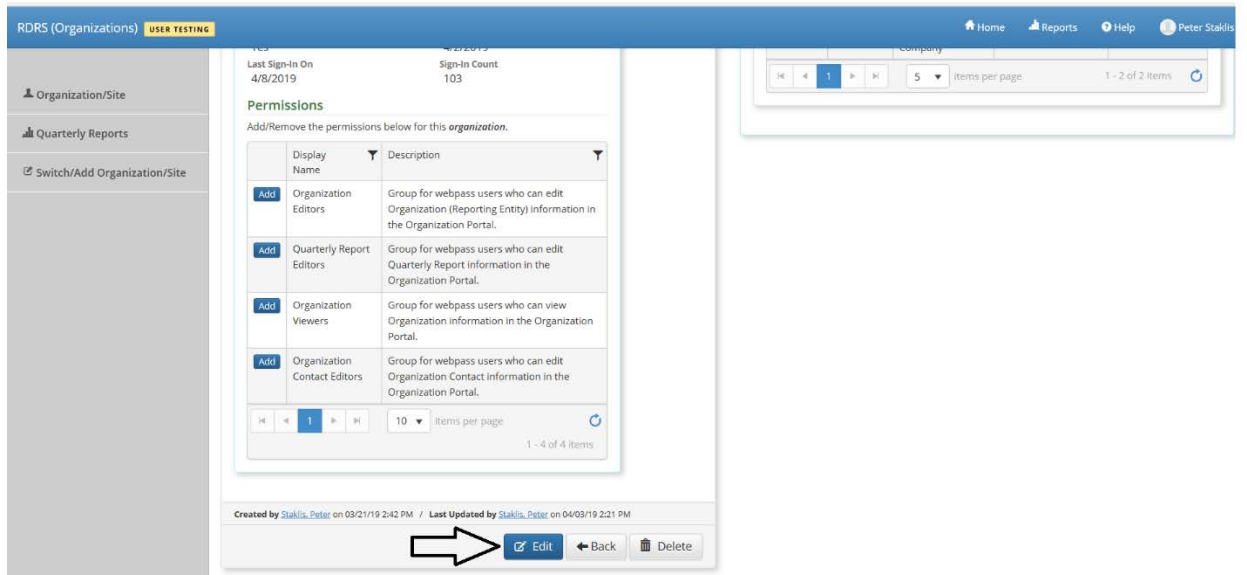 RDRS (Organizations) USER TESTING
Home Reports Help Peter Staklis
Organization/Site
Quarterly Reports
Switch/Add Organization/Site
Last Sign-In On Sign-In Count
4/8/2019 103
Permissions
Add/Remove the permissions below for this organization.
Display Name Description
Add Organization Editors
Group for webpass users who can edit
Organization (Reporting Entity) information in
the Organization Portal.
Add Quarterly Report Editors
Group for webpass users who can edit
Quarterly Report information in the
Organization Portal.
Add Organization Viewers
Group for webpass users who can view
Organization information in the Organization
Portal.
Add Organization Contact Editors
Group for webpass users who can edit
Organization Contact information in the
Organization Portal.
1 10 items per page
1 - 4 of 4 items
Created by Staklis, Peter on 03/21/19 2:42 PM / Last Updated by Staklis, Peter on 04/03/19 2:21 PM
Edit Back Delete
Company
1 5 items per page 1 - 2 of 2 items